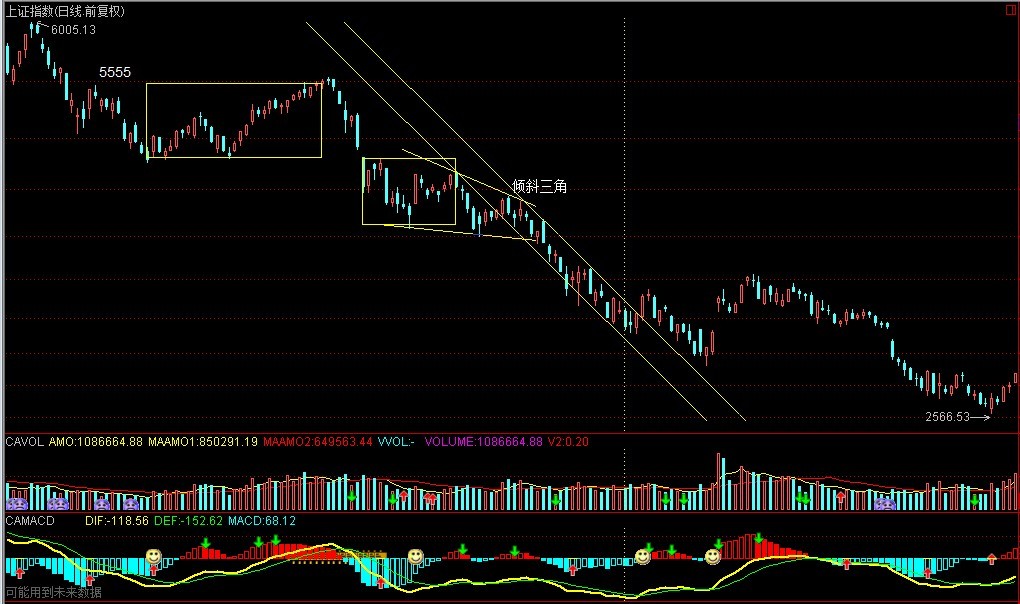 上证指数(日线.前复权)
6005.13
5555
倾斜三角
2566.53
CAVOL AMO:1086664.88 MAAMO1:850291.19 MAAMO2:649563.44 VVOL:- VOLUME:1086664.88 V2:0.20
CAMACD DIF:-118.56 DEF:-152.62 MACD:68.12
可能用到未来数据